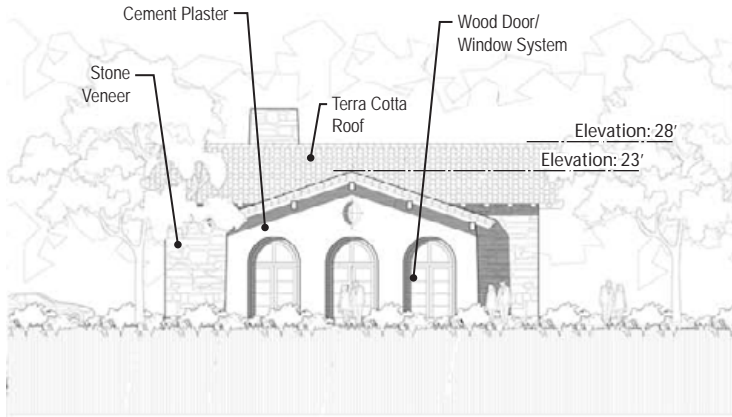 Cement Plaster
Wood Door/
Window System
Stone
Veneer
Terra Cotta
Roof
Elevation: 28'
Elevation: 23'